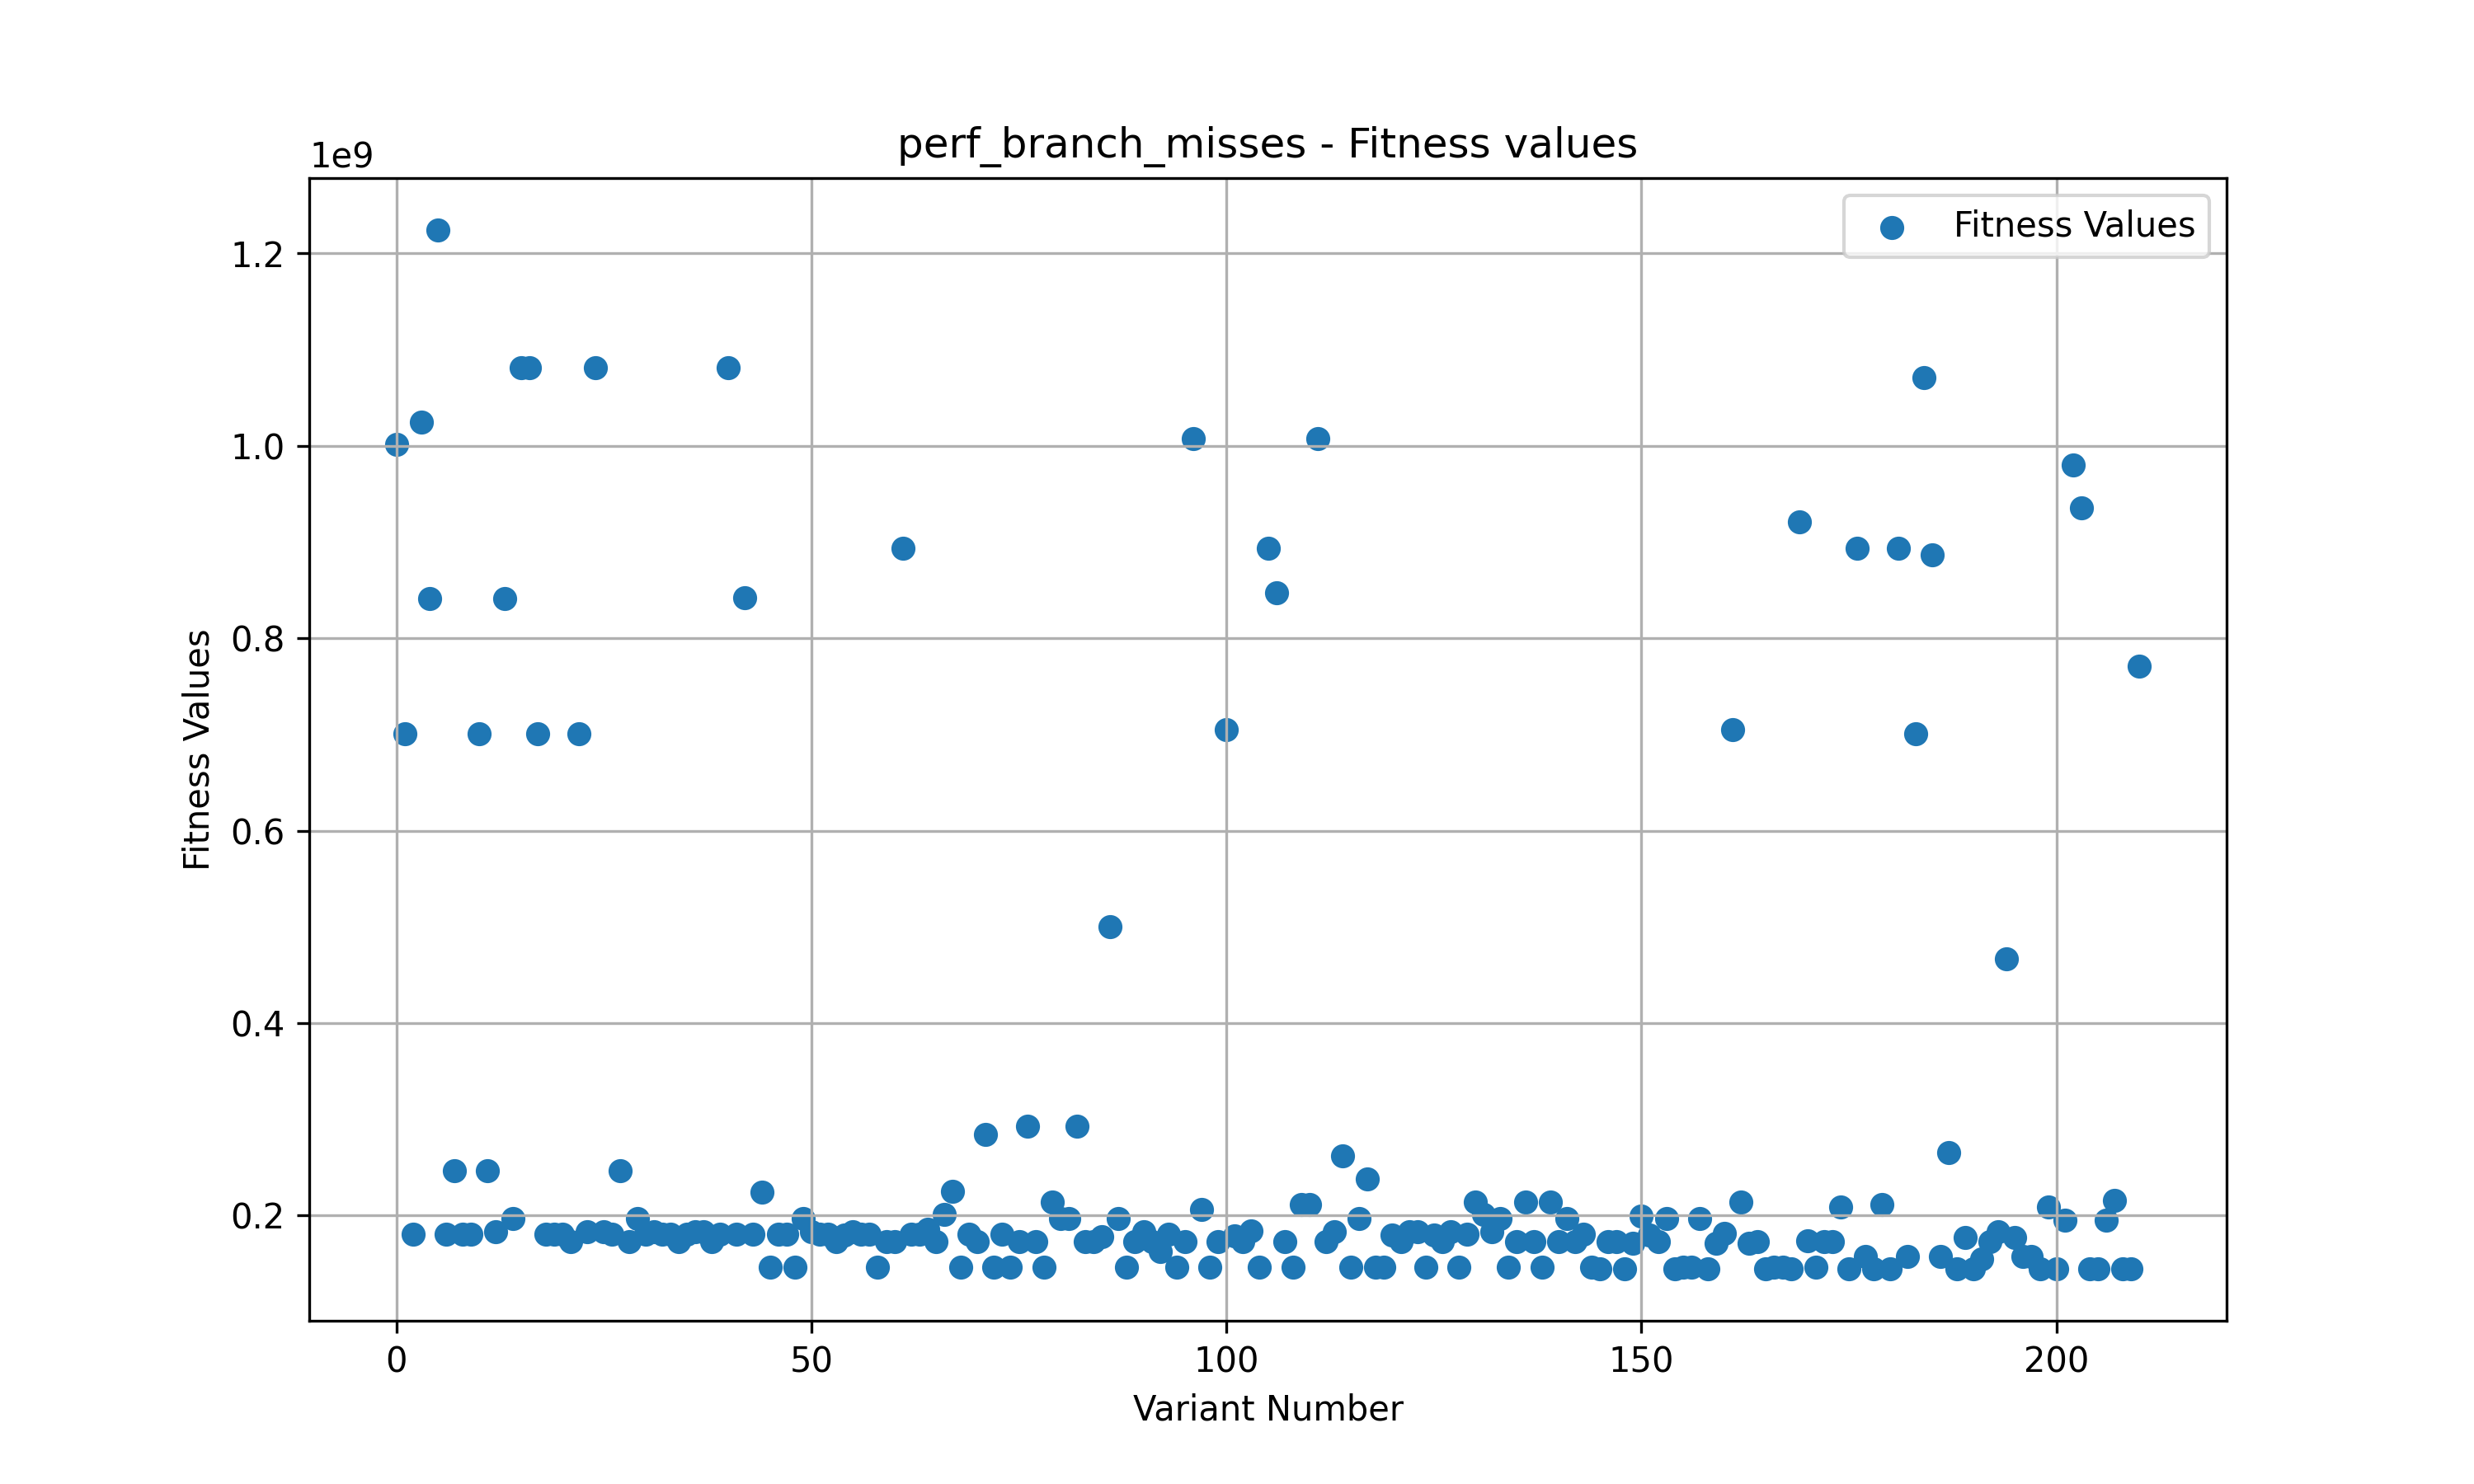 perf_branch_misses - Fitness values
1e9
Fitness Values
1.2
1.0
0.8
0.6
0.4
0.2
Fitness Values
0
50
100
150
200
Variant Number